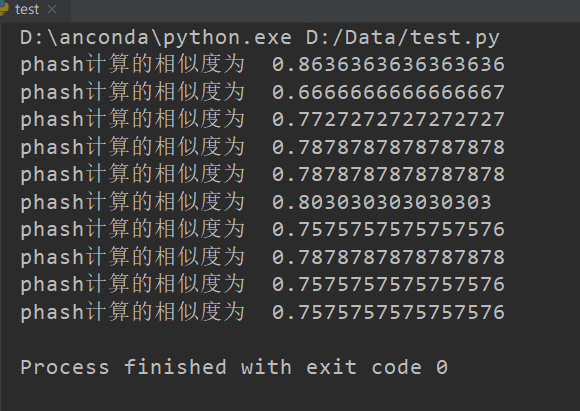 test
D:\anconda\python.exe D:/Data/test.py
phash计算的相似度为  0.8636363636363636
phash计算的相似度为  0.6666666666666667
phash计算的相似度为  0.7727272727272727
phash计算的相似度为  0.7878787878787878
phash计算的相似度为  0.7878787878787878
phash计算的相似度为  0.803030303030303
phash计算的相似度为  0.7575757575757576
phash计算的相似度为  0.7878787878787878
phash计算的相似度为  0.7575757575757576
phash计算的相似度为  0.7575757575757576
Process finished with exit code 0